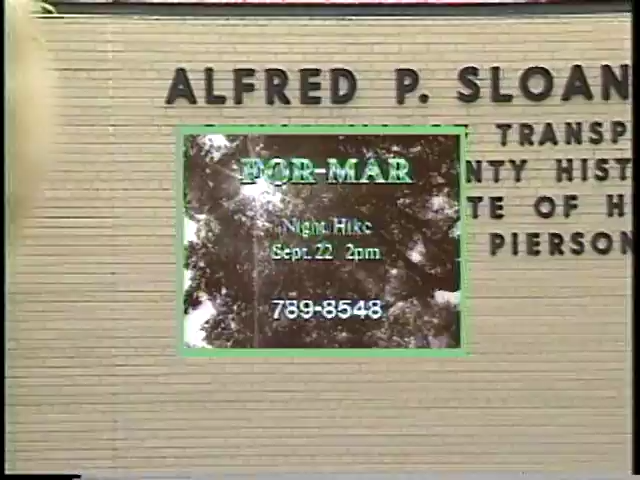 ALFRED P. SLOAN
TRANSP
NTY HIST
TE OF H
PIERSON
FOR-MAR
Night Hike
Sept. 22 2pm
789-8548